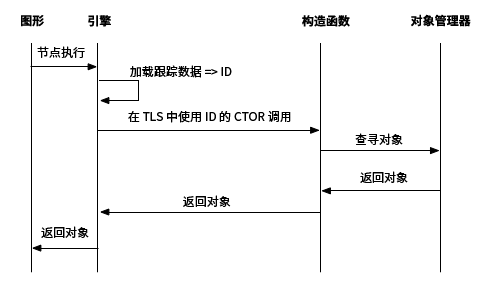 图形 引擎 构造函数 对象管理器
节点执行
加载跟踪数据 => ID
在 TLS 中使用 ID 的 CTOR 调用
查寻对象
返回对象
返回对象
返回对象